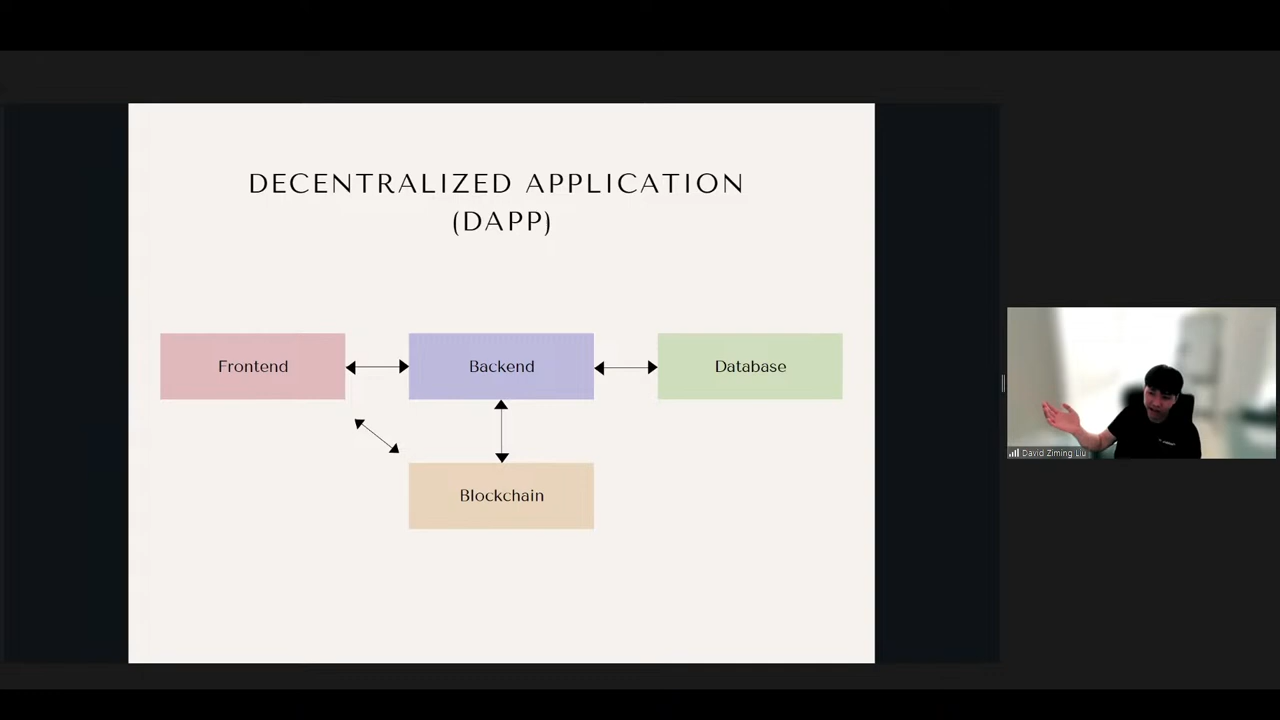 DECENTRALIZED APPLICATION
(DAPP)
Frontend
Backend
Database
Blockchain
David Ziming Liu